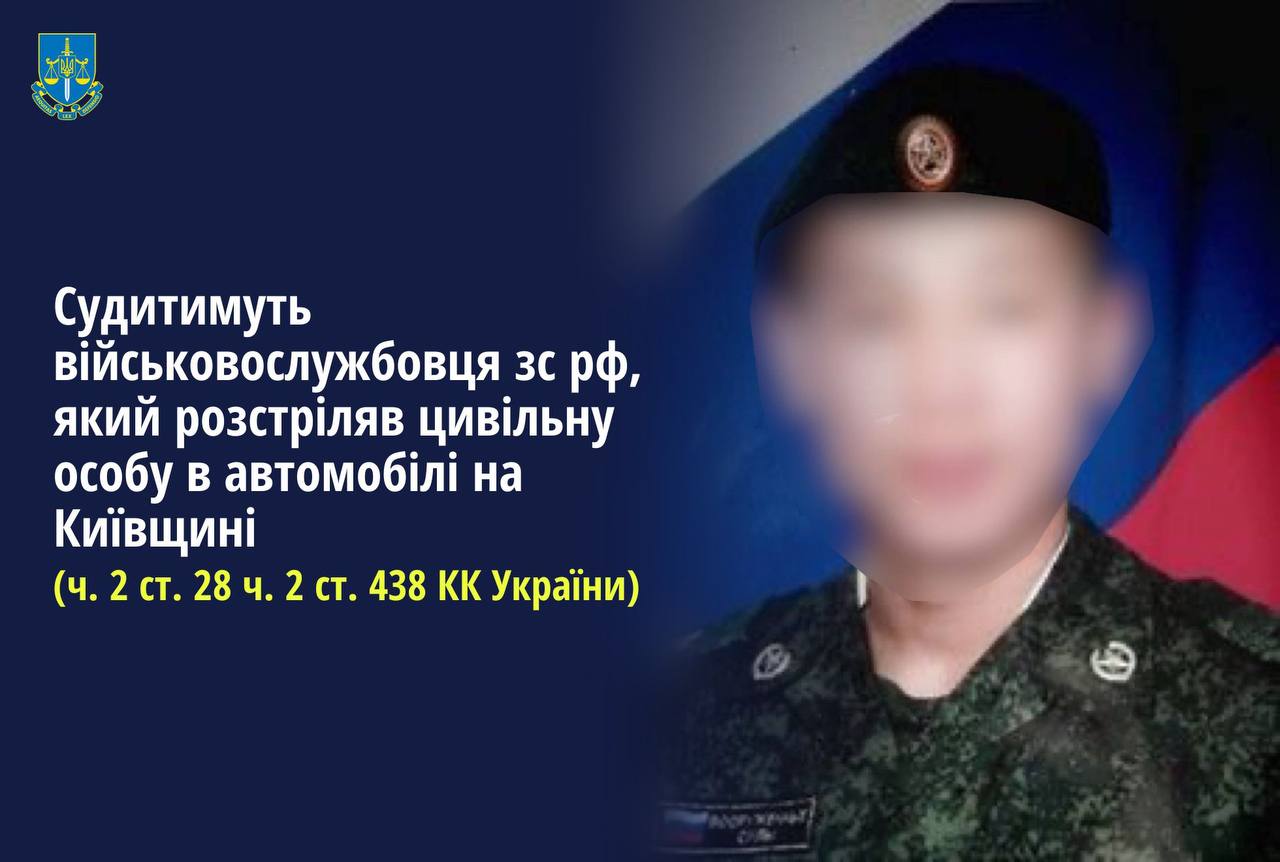 Судитимуть
військовослужбовця зс рф,
який розстріляв цивільну
особу в автомобілі на
Київщині
(ч. 2 ст. 28 ч. 2 ст. 438 КК України)
LEX